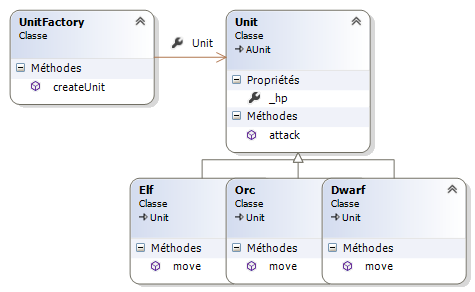 UnitFactory
Classe
Méthodes
createUnit
Unit
Unit
Classe
AUnit
Propriétés
_hp
Méthodes
attack
Elf
Classe
Unit
Méthodes
move
Orc
Classe
Unit
Méthodes
move
Dwarf
Classe
Unit
Méthodes
move